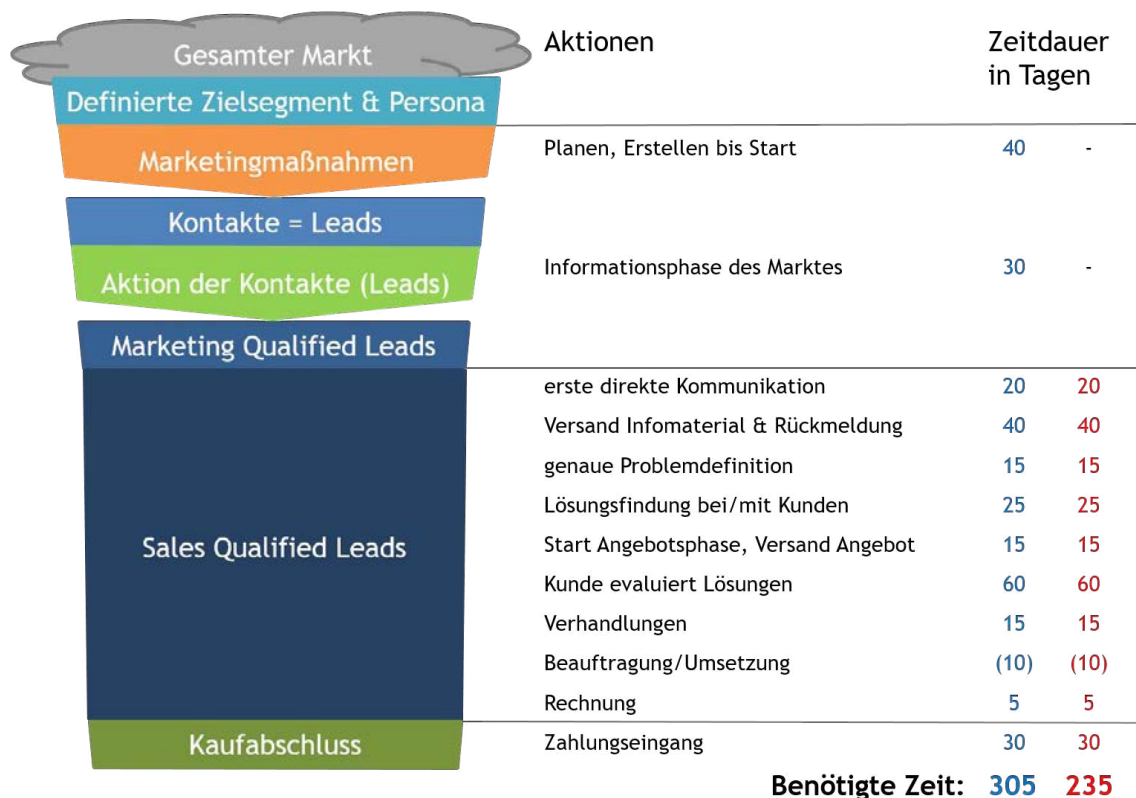 Gesamter Markt
Definierte Zielsegment & Persona
Marketingmaßnahmen
Kontakte = Leads
Aktion der Kontakte (Leads)
Marketing Qualified Leads
Sales Qualified Leads
Kaufabschluss
Aktionen Zeitdauer
in Tagen
Planen, Erstellen bis Start 40 -
Informationsphase des Marktes 30 -
erste direkte Kommunikation 20 20
Versand Infomaterial & Rückmeldung 40 40
genaue Problemdefinition 15 15
Lösungsfindung bei/mit Kunden 25 25
Start Angebotsphase, Versand Angebot 15 15
Kunde evaluiert Lösungen 60 60
Verhandlungen 15 15
Beauftragung/Umsetzung (10) (10)
Rechnung 5 5
Zahlungseingang 30 30
Benötigte Zeit: 305 235